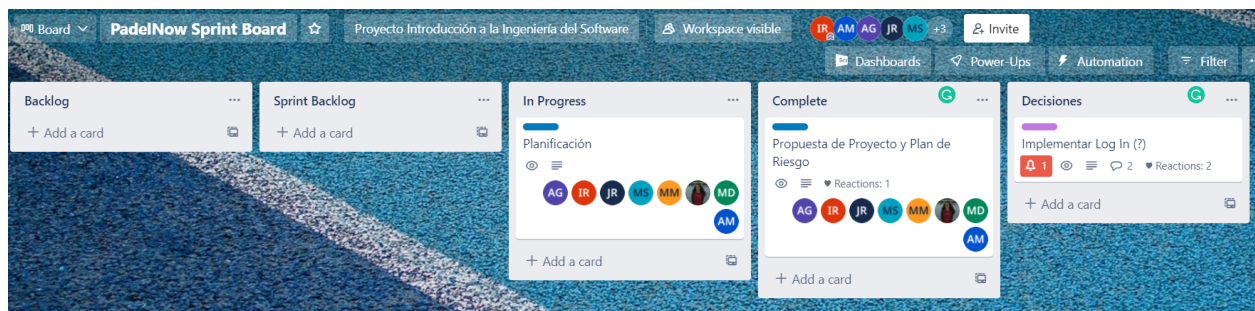 Board
PadelNow Sprint Board
Proyecto Introducción a la Ingeniería del Software
Workspace visible
IR AM AG JR MS +3
Invite
Dashboards
Power-Ups
Automation
Filter
Backlog
+ Add a card
Sprint Backlog
+ Add a card
In Progress
Planificación
AG IR JR MS MM MD
AM
+ Add a card
Complete
Propuesta de Proyecto y Plan de
Riesgo
Reactions: 1
AG IR JR MS MM MD
AM
+ Add a card
Decisiones
Implementar Log In (?)
1 2 Reactions: 2
+ Add a card